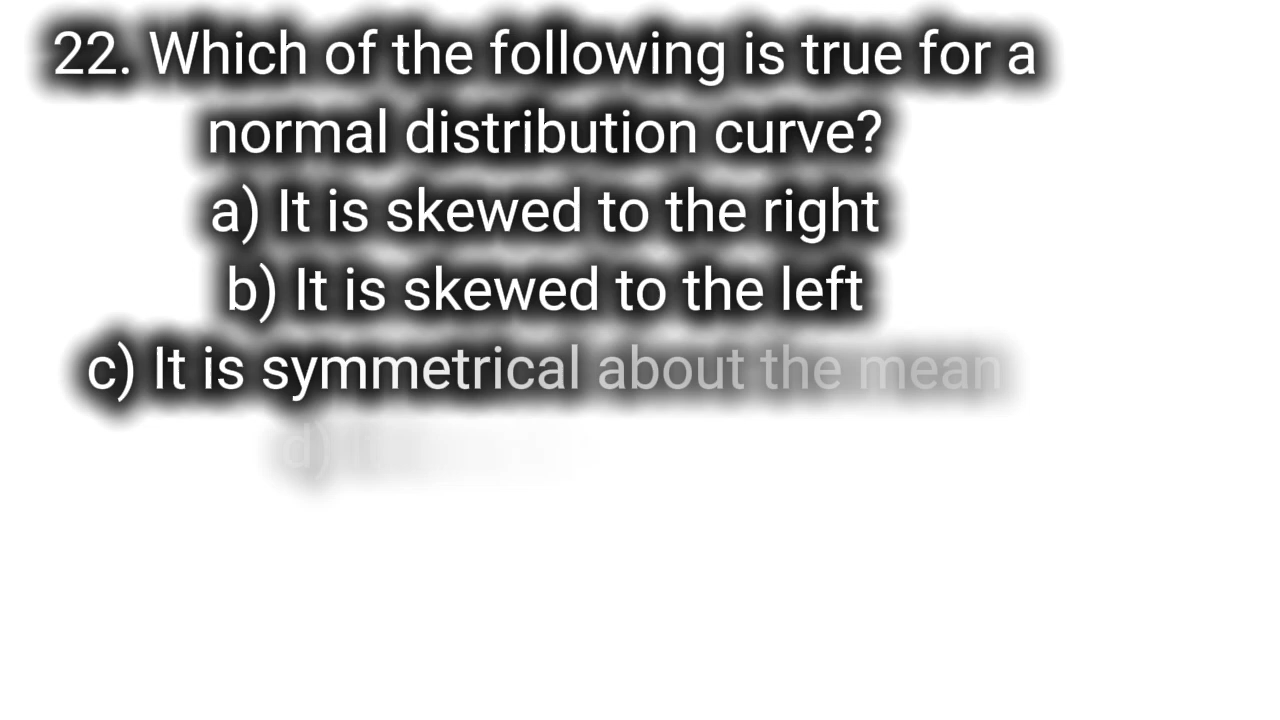 22. Which of the following is true for a
normal distribution curve?
a) It is skewed to the right
b) It is skewed to the left
c) It is symmetrical about the mean
d)